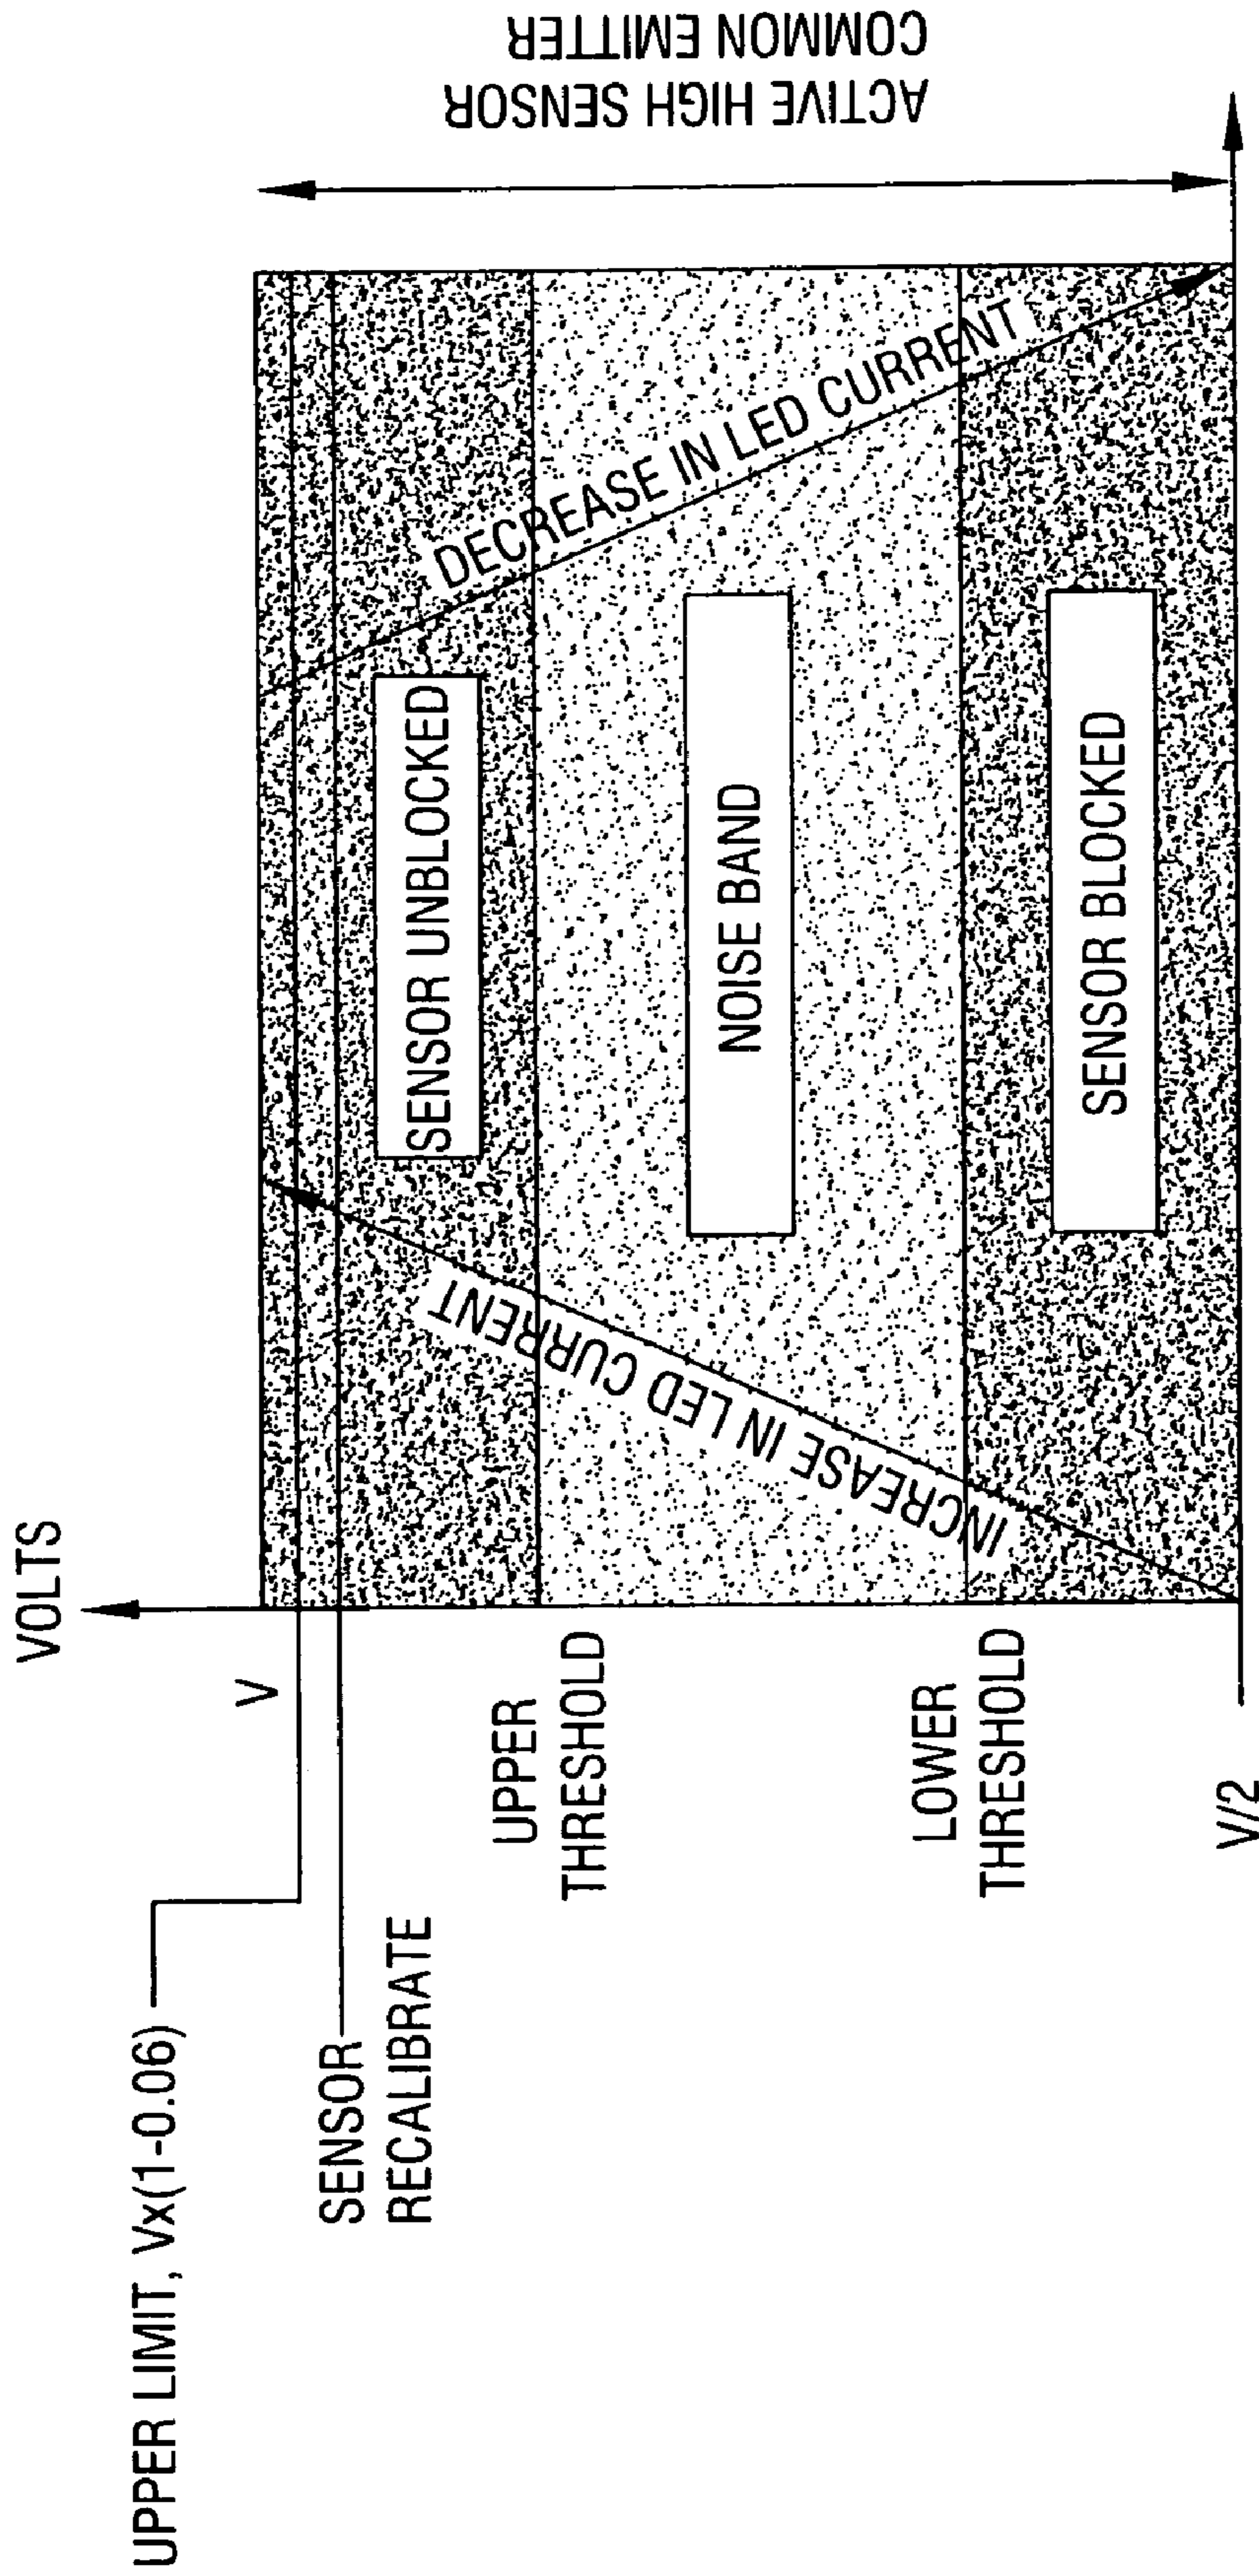 VOLTS
UPPER LIMIT, Vx(1-0.06)
V
SENSOR
RECALIBRATE
UPPER
THRESHOLD
LOWER
THRESHOLD
V/2
INCREASE IN LED CURRENT
DECREASE IN LED CURRENT
SENSOR UNBLOCKED
NOISE BAND
SENSOR BLOCKED
ACTIVE HIGH SENSOR
COMMON EMITTER